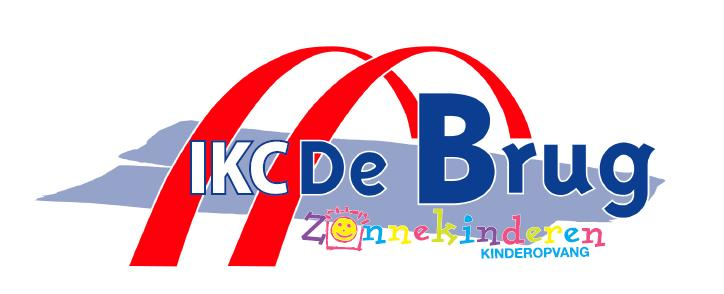 IKC De Brug
Zonnekinderen
KINDEROPVANG